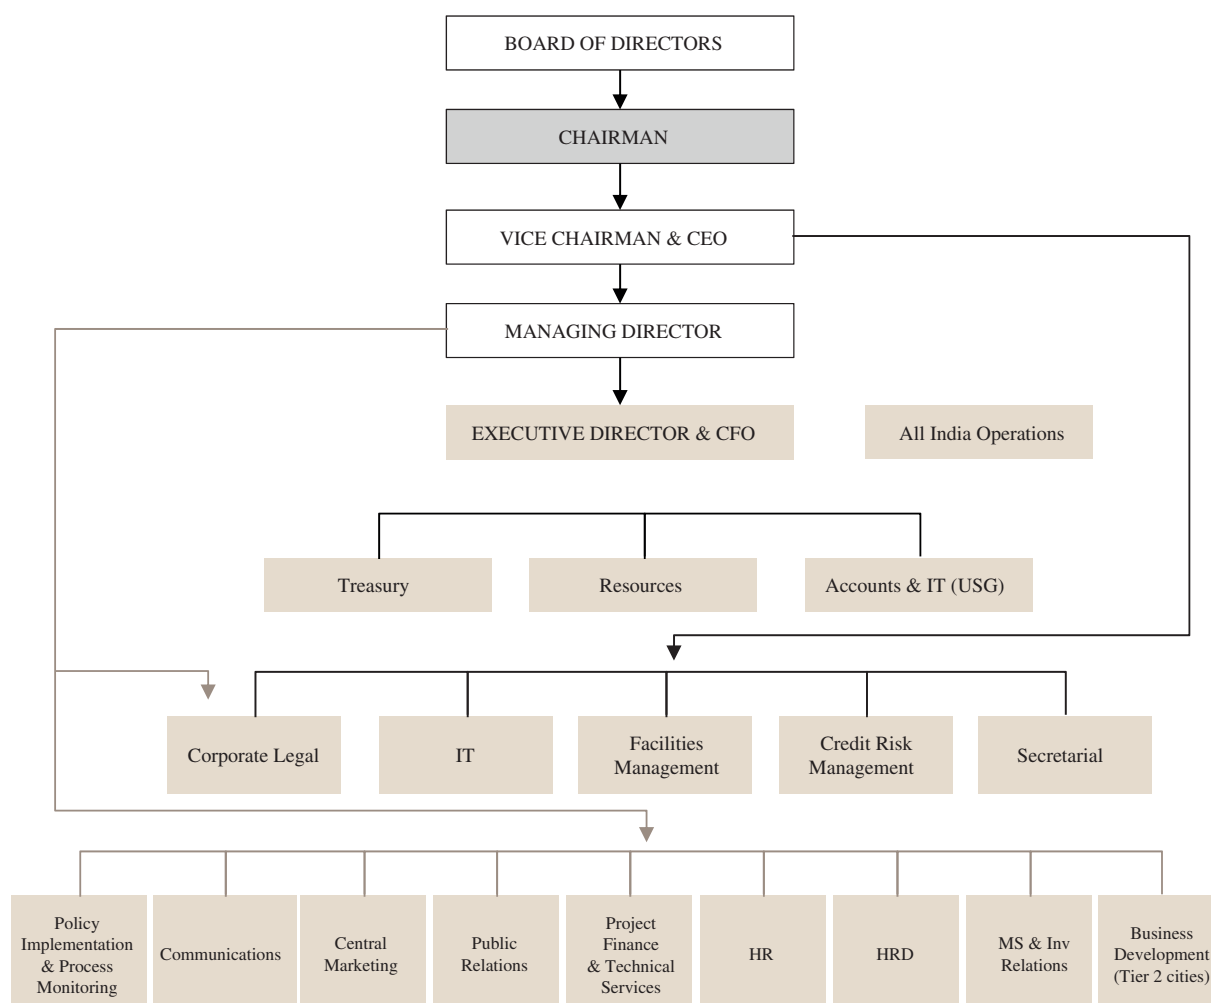 BOARD OF DIRECTORS
CHAIRMAN
VICE CHAIRMAN & CEO
MANAGING DIRECTOR
EXECUTIVE DIRECTOR & CFO
All India Operations
Treasury
Resources
Accounts & IT (USG)
Corporate Legal
IT
Facilities
Management
Credit Risk
Management
Secretarial
Policy
Implementation
& Process
Monitoring
Communications
Central
Marketing
Public
Relations
Project
Finance
& Technical
Services
HR
HRD
MS & Inv
Relations
Business
Development
(Tier 2 cities)